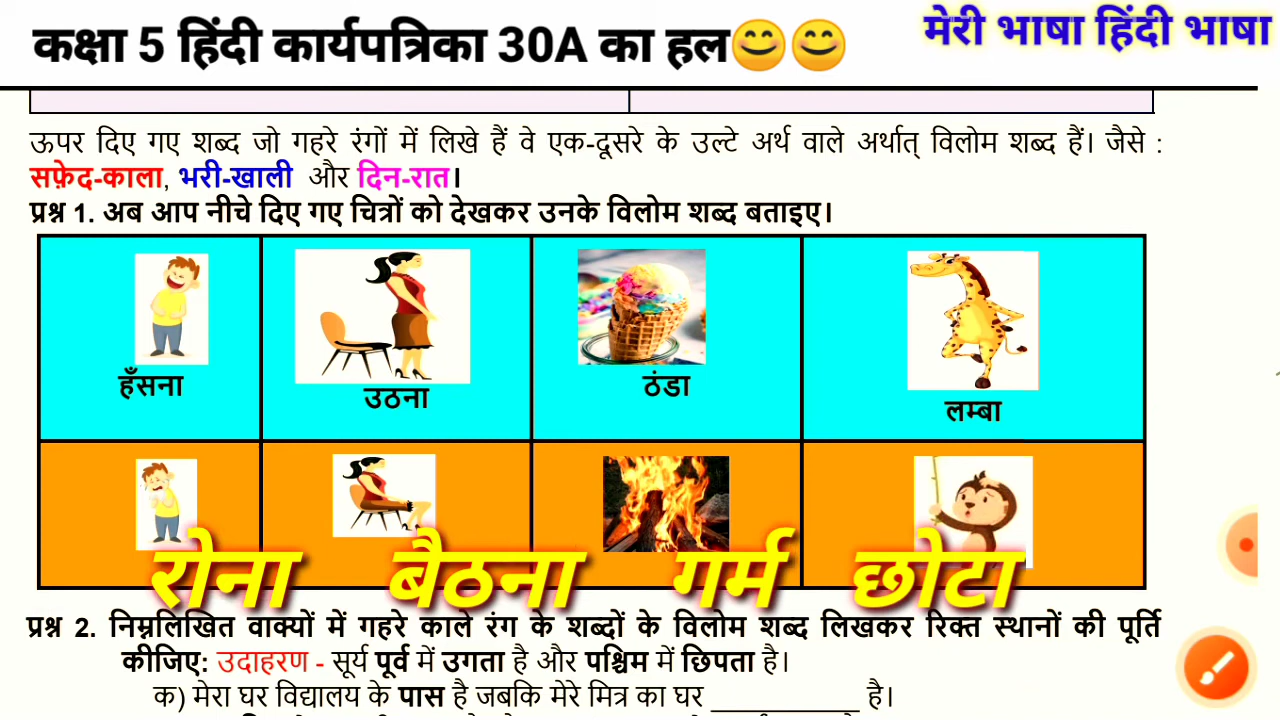 कक्षा 5 हिंदी कार्यपत्रिका 30A का हल😄😄
मेरी भाषा हिंदी भाषा
ऊपर दिए गए शब्द जो गहरे रंगों में लिखे हैं वे एक-दूसरे के उल्टे अर्थ वाले अर्थात् विलोम शब्द हैं। जैसे :
सफ़ेद-काला, भरी-खाली और दिन-रात।
प्रश्न 1. अब आप नीचे दिए गए चित्रों को देखकर उनके विलोम शब्द बताइए।
हँसना उठना ठंडा लम्बा
रोना बैठना गर्म छोटा
प्रश्न 2. निम्नलिखित वाक्यों में गहरे काले रंग के शब्दों के विलोम शब्द लिखकर रिक्त स्थानों की पूर्ति
कीजिए: उदाहरण - सूर्य पूर्व में उगता है और पश्चिम में छिपता है।
क) मेरा घर विद्यालय के पास है जबकि मेरे मित्र का घर ___________ है।